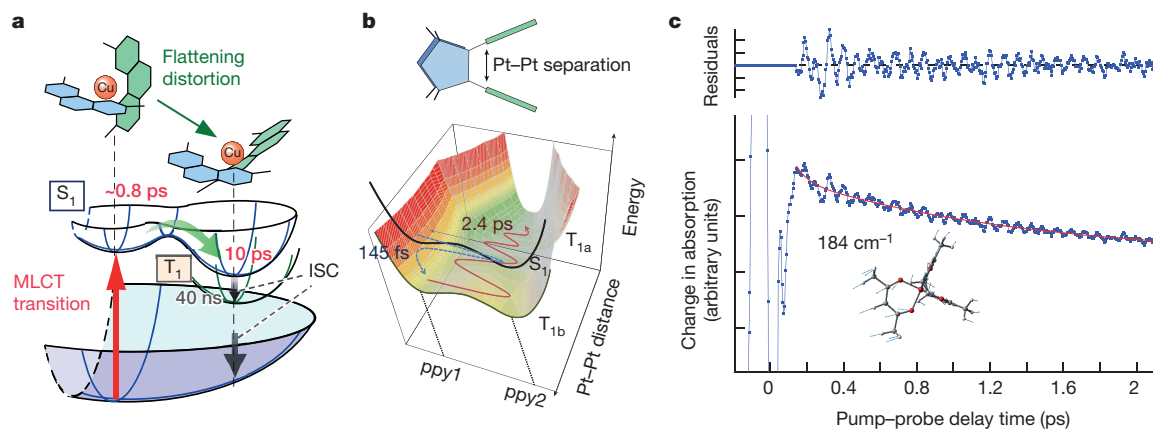 a
Flattening
distortion
Cu
Cu
S1
~0.8 ps
10 ps
T1
ISC
40 ns
MLCT
transition
b
Pt–Pt separation
Energy
2.4 ps
145 fs
T1a
S1
T1b
Pt–Pt distance
ppy1
ppy2
c
Residuals
Change in absorption
(arbitrary units)
184 cm⁻¹
0 0.4 0.8 1.2 1.6 2
Pump–probe delay time (ps)